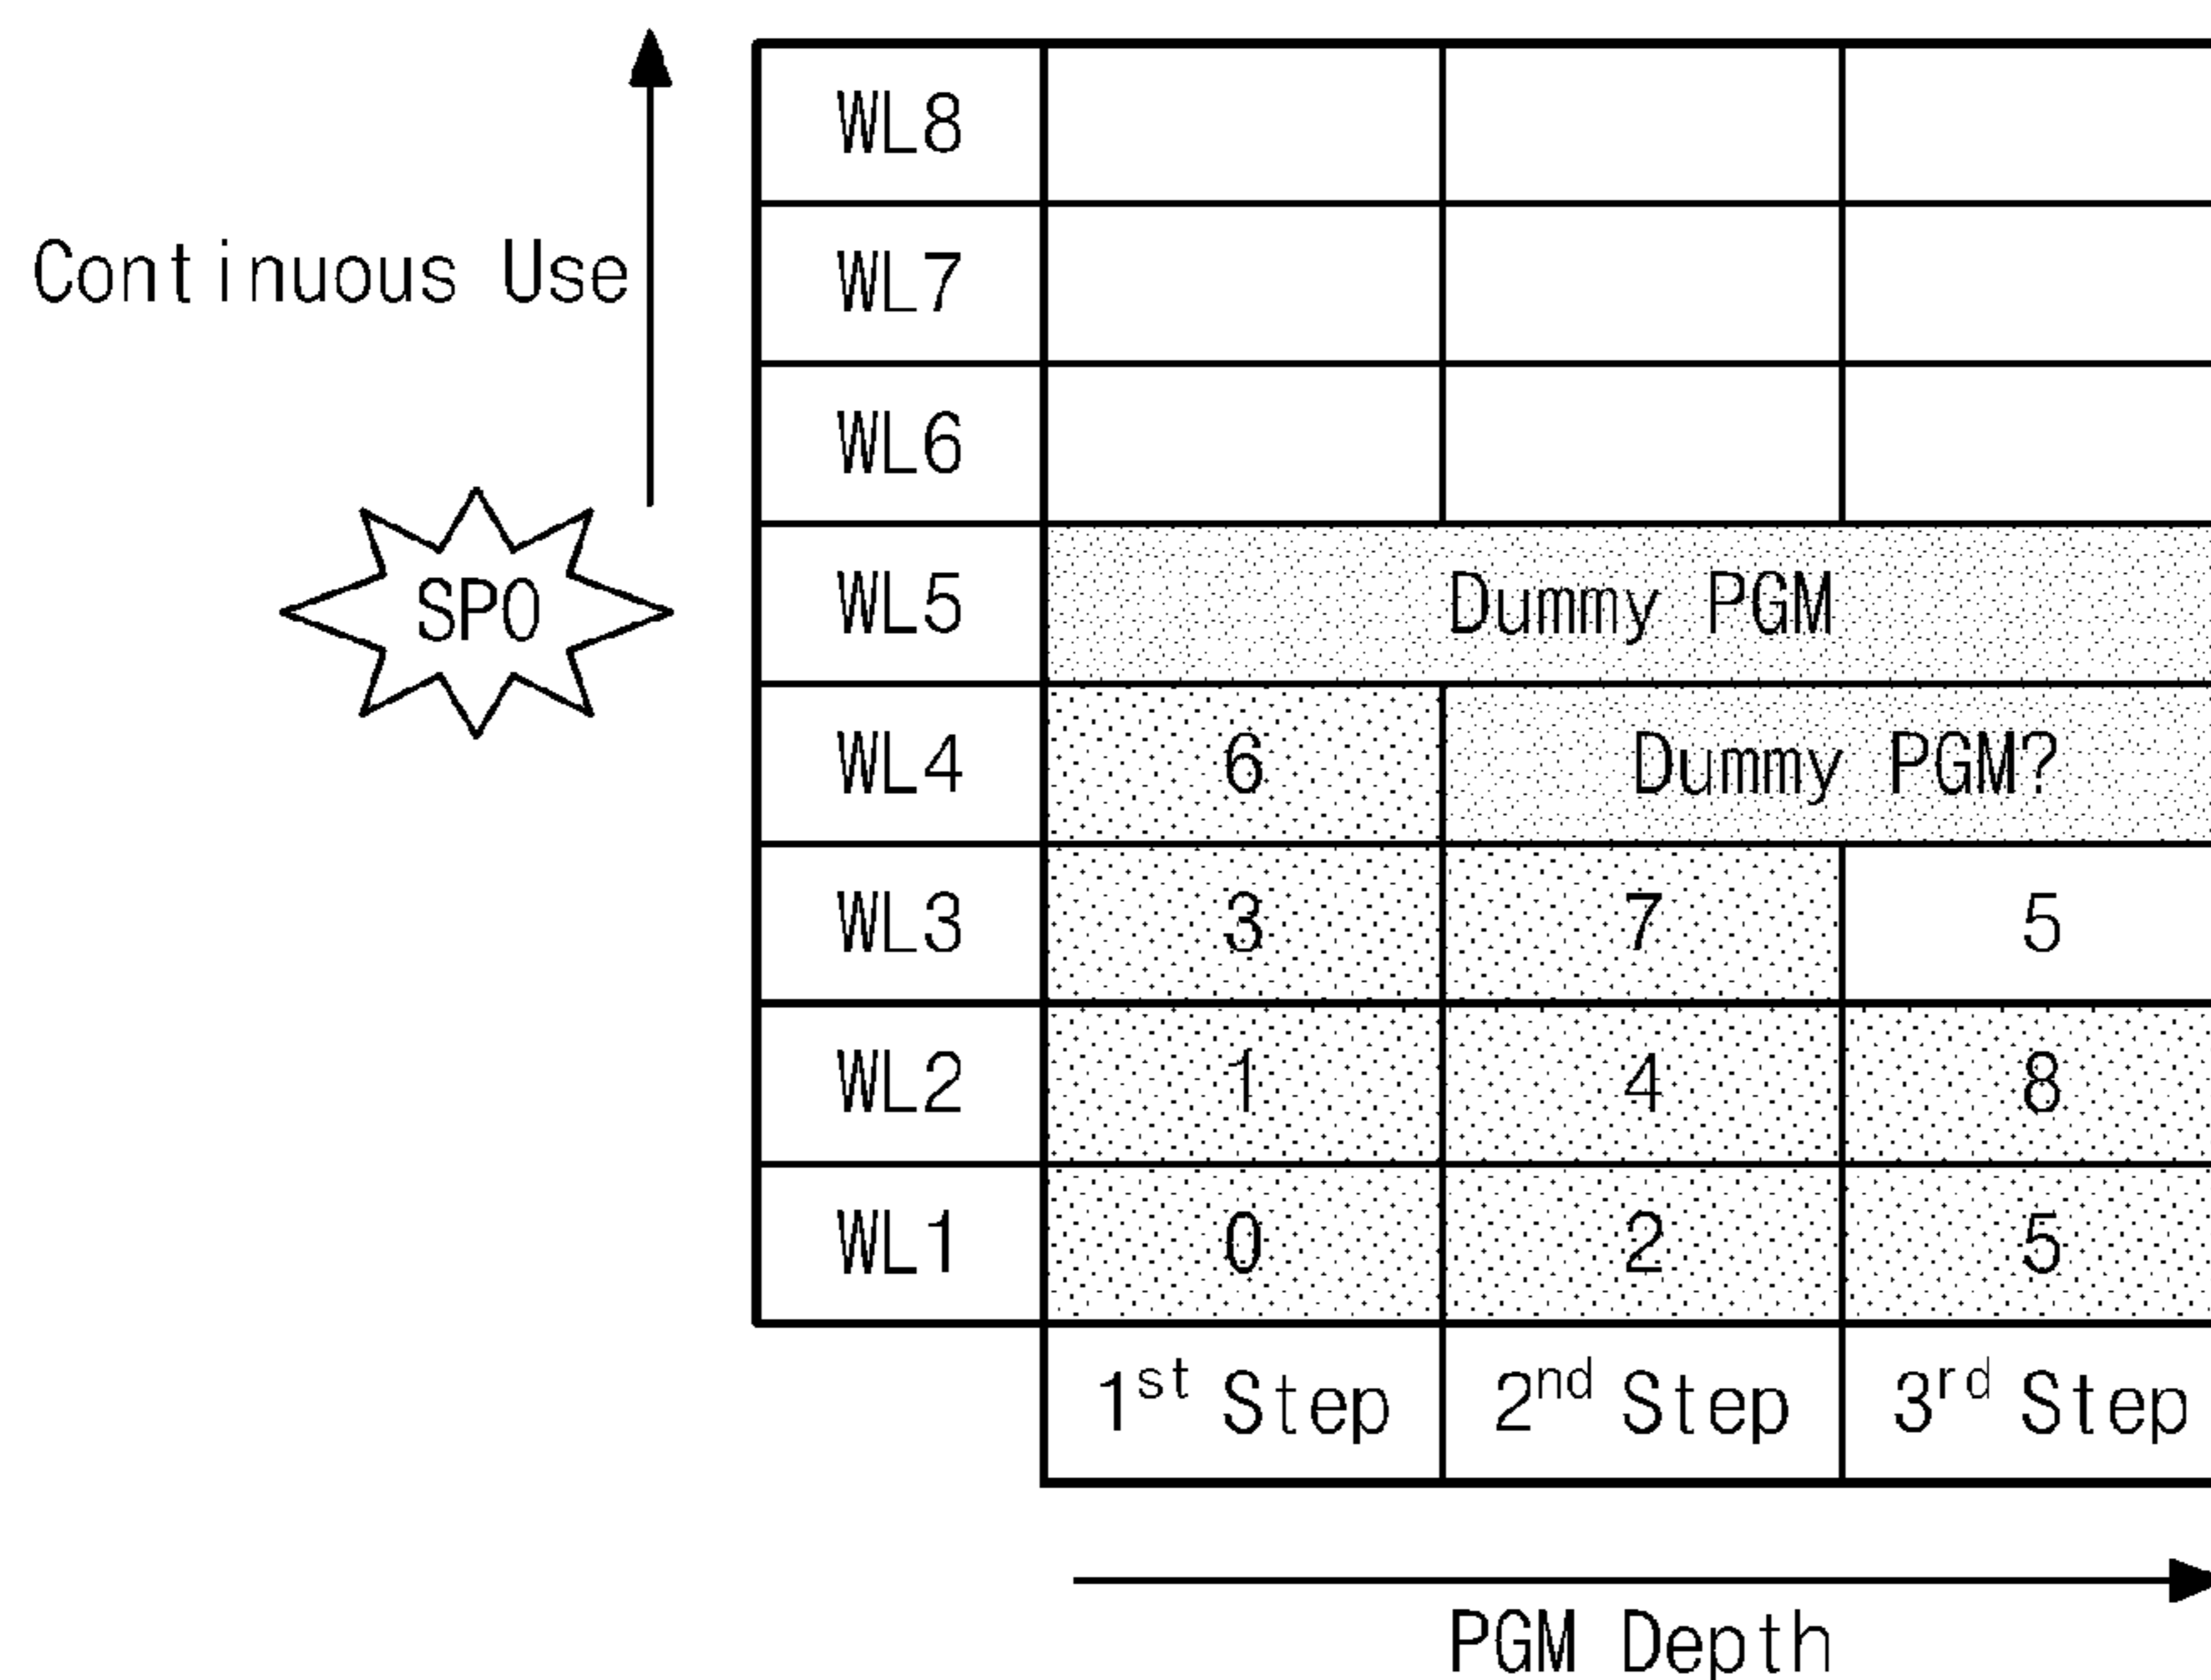 WL8
Continuous Use
WL7
WL6
SPO
WL5 Dummy PGM
WL4 6 Dummy PGM?
WL3 3 7 5
WL2 1 4 8
WL1 0 2 5
1st Step 2nd Step 3rd Step
PGM Depth